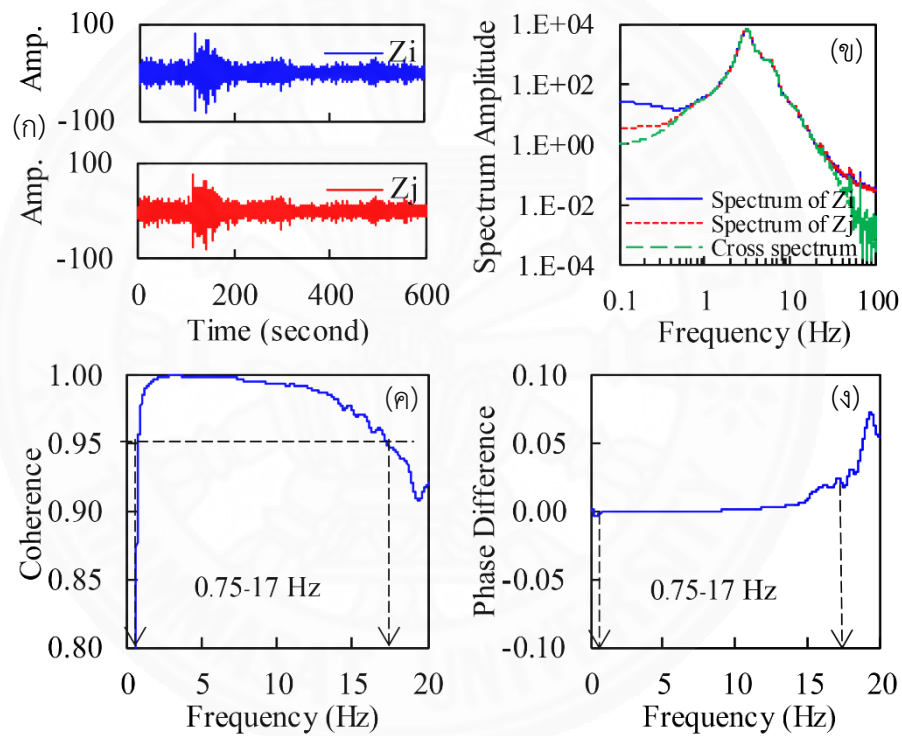 100
Amp.
-100
Zi
(ก)
100
Amp.
-100
Zj
0 200 400 600
Time (second)
(ข)
1.E+04
1.E+02
1.E+00
1.E-02
1.E-04
Spectrum Amplitude
Spectrum of Zi
Spectrum of Zj
Cross spectrum
0.1 1 10 100
Frequency (Hz)
(ค)
1.00
0.95
0.90
0.85
0.80
Coherence
0.75-17 Hz
0 5 10 15 20
Frequency (Hz)
(ง)
0.10
0.05
0.00
-0.05
-0.10
Phase Difference
0.75-17 Hz
0 5 10 15 20
Frequency (Hz)